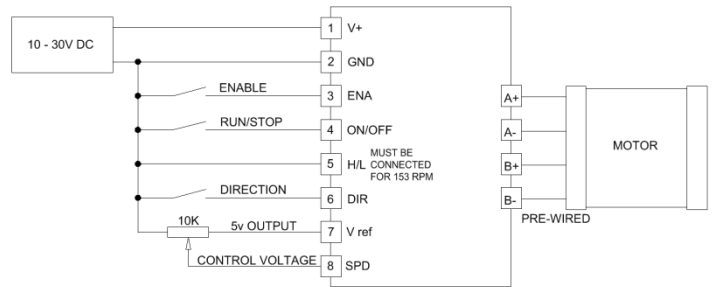 10 - 30V DC
1 V+
2 GND
ENABLE 3 ENA
RUN/STOP 4 ON/OFF
5 H/L MUST BE
CONNECTED
FOR 153 RPM
DIRECTION 6 DIR
10K 5v OUTPUT 7 V ref
CONTROL VOLTAGE 8 SPD
A+
A-
B+
B-
PRE-WIRED
MOTOR